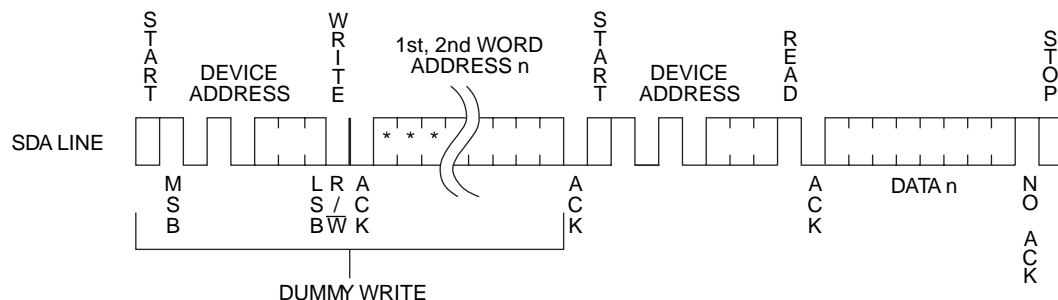 START
WRITE
1st, 2nd WORD
ADDRESS n
START
READ
STOP
DEVICE
ADDRESS
DEVICE
ADDRESS
SDA LINE
* * *
MSB
LSB
R/W
ACK
ACK
ACK
DATA n
NO ACK
DUMMY WRITE